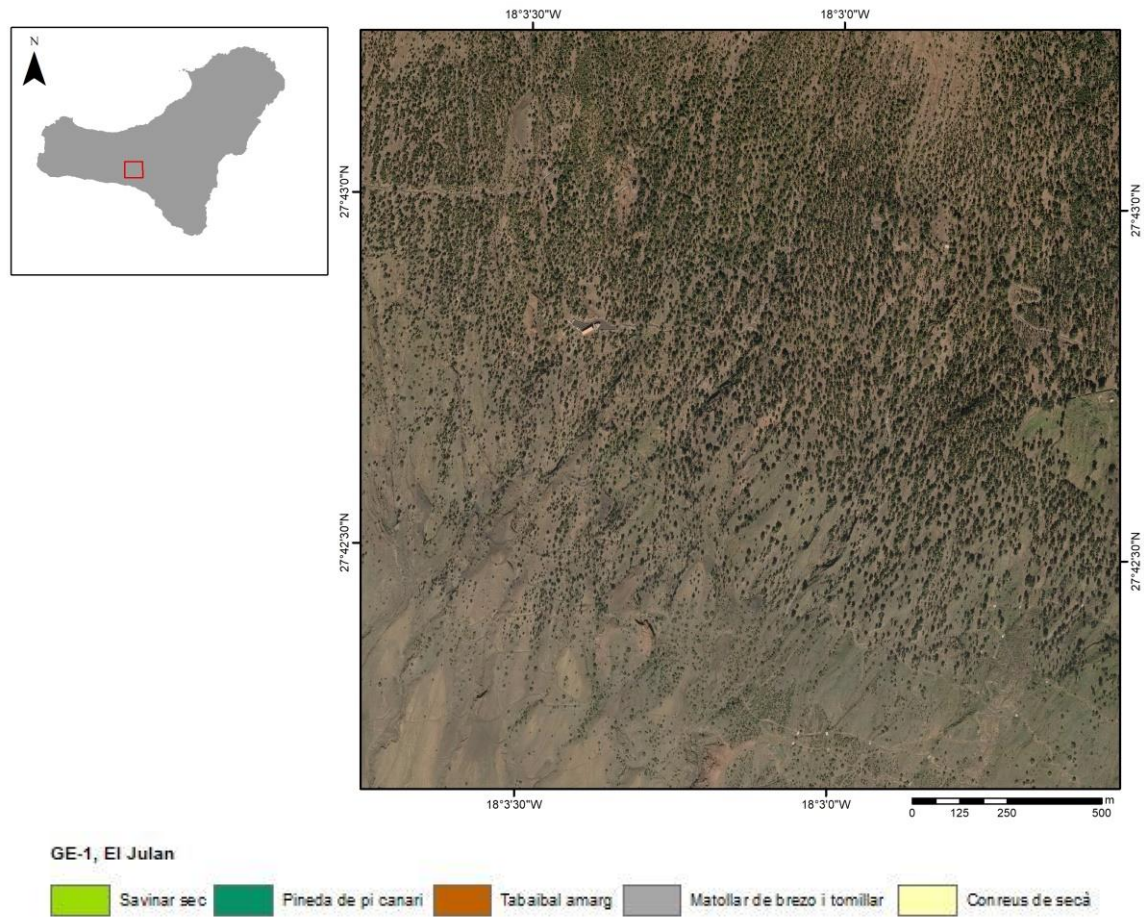 18°3'30"W 18°3'0"W
N
27°43'0"N 27°43'0"N
27°42'30"N 27°42'30"N
18°3'30"W 18°3'0"W
m
0 125 250 500
GE-1, El Julan
Savinar sec Pineda de pi canari Tabaibal amarg Matollar de brezo i tomillar Conreus de secà